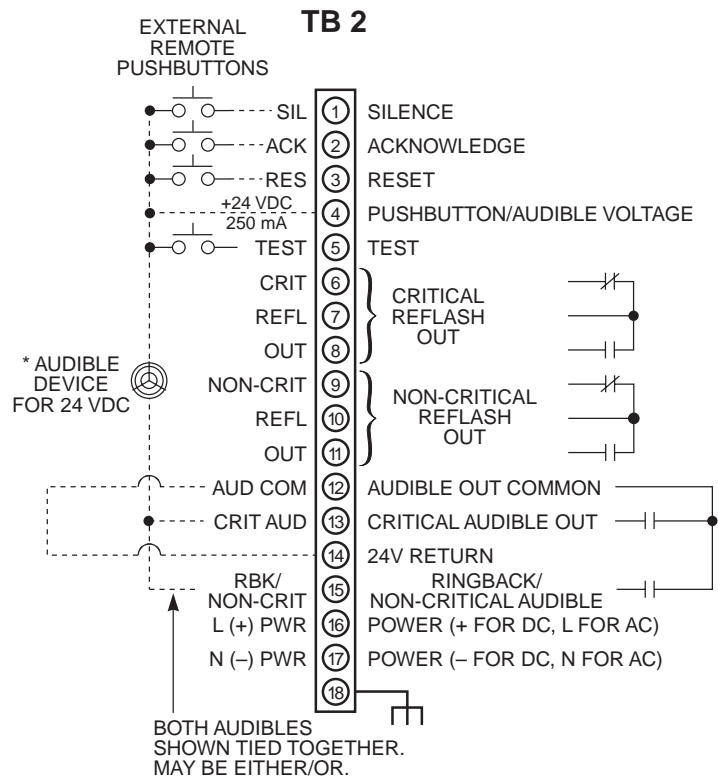 TB 2
EXTERNAL
REMOTE
PUSHBUTTONS
SIL 1 SILENCE
ACK 2 ACKNOWLEDGE
RES 3 RESET
+24 VDC
250 mA
4 PUSHBUTTON/AUDIBLE VOLTAGE
TEST 5 TEST
CRIT 6
REFL 7
OUT 8
CRITICAL
REFLASH
OUT
* AUDIBLE
DEVICE
FOR 24 VDC
NON-CRIT 9
REFL 10
OUT 11
NON-CRITICAL
REFLASH
OUT
AUD COM 12 AUDIBLE OUT COMMON
CRIT AUD 13 CRITICAL AUDIBLE OUT
14 24V RETURN
RBK/
NON-CRIT
15
RINGBACK/
NON-CRITICAL AUDIBLE
L (+) PWR 16 POWER (+ FOR DC, L FOR AC)
N (–) PWR 17 POWER (– FOR DC, N FOR AC)
18
BOTH AUDIBLES
SHOWN TIED TOGETHER.
MAY BE EITHER/OR.